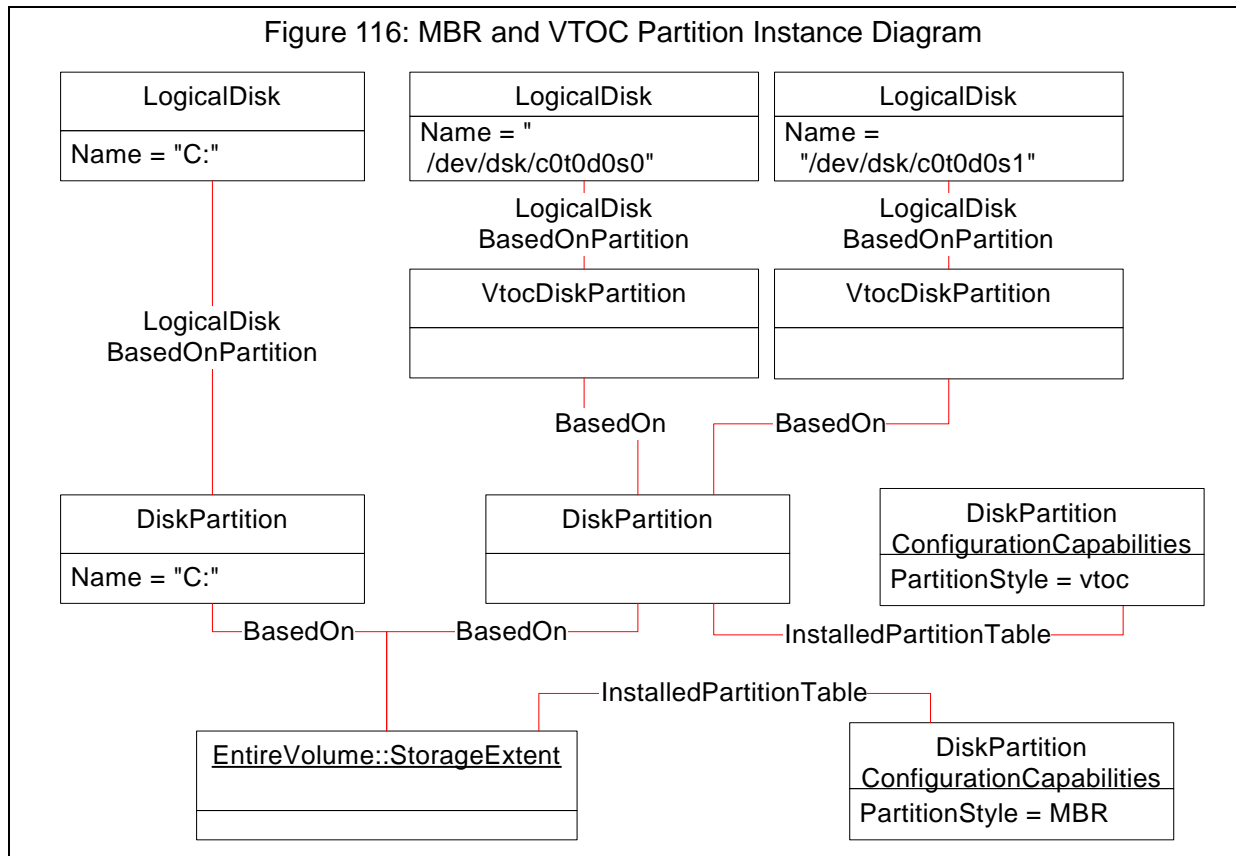 Figure 116: MBR and VTOC Partition Instance Diagram
LogicalDisk
Name = "C:"
LogicalDisk
Name = "
/dev/dsk/c0t0d0s0"
LogicalDisk
Name =
"/dev/dsk/c0t0d0s1"
LogicalDisk
BasedOnPartition
LogicalDisk
BasedOnPartition
VtocDiskPartition
VtocDiskPartition
LogicalDisk
BasedOnPartition
BasedOn
BasedOn
DiskPartition
Name = "C:"
DiskPartition
DiskPartition
ConfigurationCapabilities
PartitionStyle = vtoc
BasedOn
BasedOn
InstalledPartitionTable
InstalledPartitionTable
EntireVolume::StorageExtent
DiskPartition
ConfigurationCapabilities
PartitionStyle = MBR